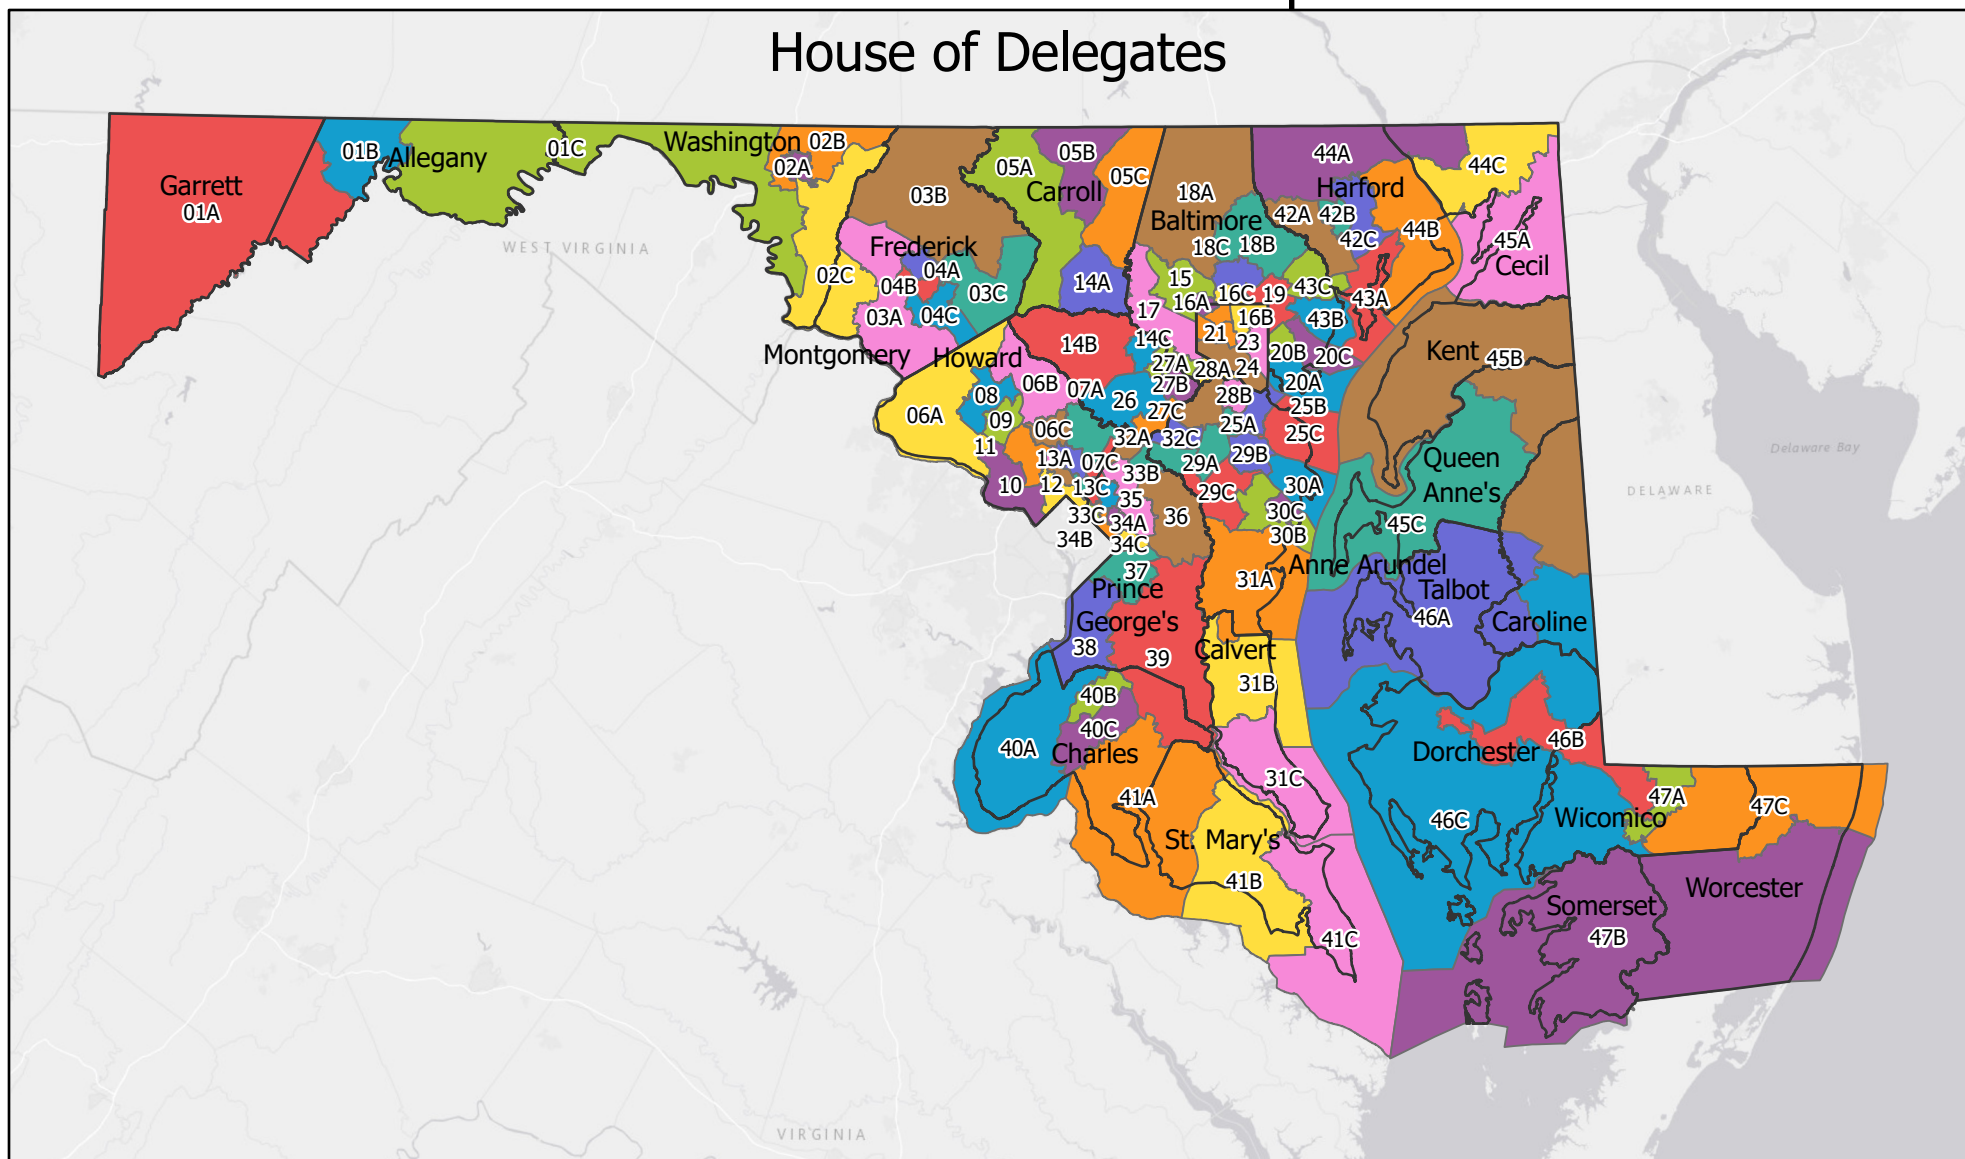 House of Delegates
Washington
02B
01B
Allegany
01C
02A
05B
44A
44C
Garrett
01A
05A
05C
Carroll
03B
18A
Harford
42A
42B
Baltimore
44B
WEST VIRGINIA
Frederick
18C
18B
42C
45A
Cecil
02C
04A
04B
03C
14A
15
16A
16C
19
43C
43A
03A
04C
17
16B
43B
21
Montgomery
Howard
14B
14C
23
20B
20C
Kent
45B
27A
28A
24
06B
07A
27B
20A
08
26
28B
25B
06A
09
27C
25A
06C
32A
32C
25C
11
13A
07C
29A
29B
Queen
Anne's
Delaware Bay
33B
10
12
13C
35
29C
30A
DELAWARE
33C
34A
36
30C
45C
34B
34C
30B
37
31A
Anne Arundel
Prince
George's
Talbot
46A
Caroline
38
39
Calvert
31B
40B
40C
40A
Charles
46B
Dorchester
31C
41A
47A
47C
46C
Wicomico
St. Mary's
41B
Worcester
Somerset
47B
41C
VIRGINIA